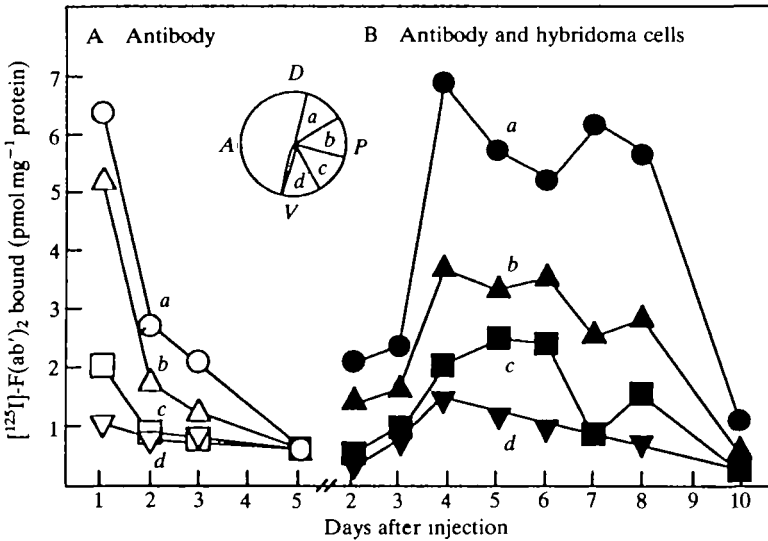 A Antibody
B Antibody and hybridoma cells
[¹²⁵I]-F(ab′)₂ bound (pmol mg⁻¹ protein)
7
6
5
4
3
2
1
D
A
P
V
a
b
c
d
a
b
c
d
a
b
c
d
1 2 3 4 5 2 3 4 5 6 7 8 9 10
Days after injection